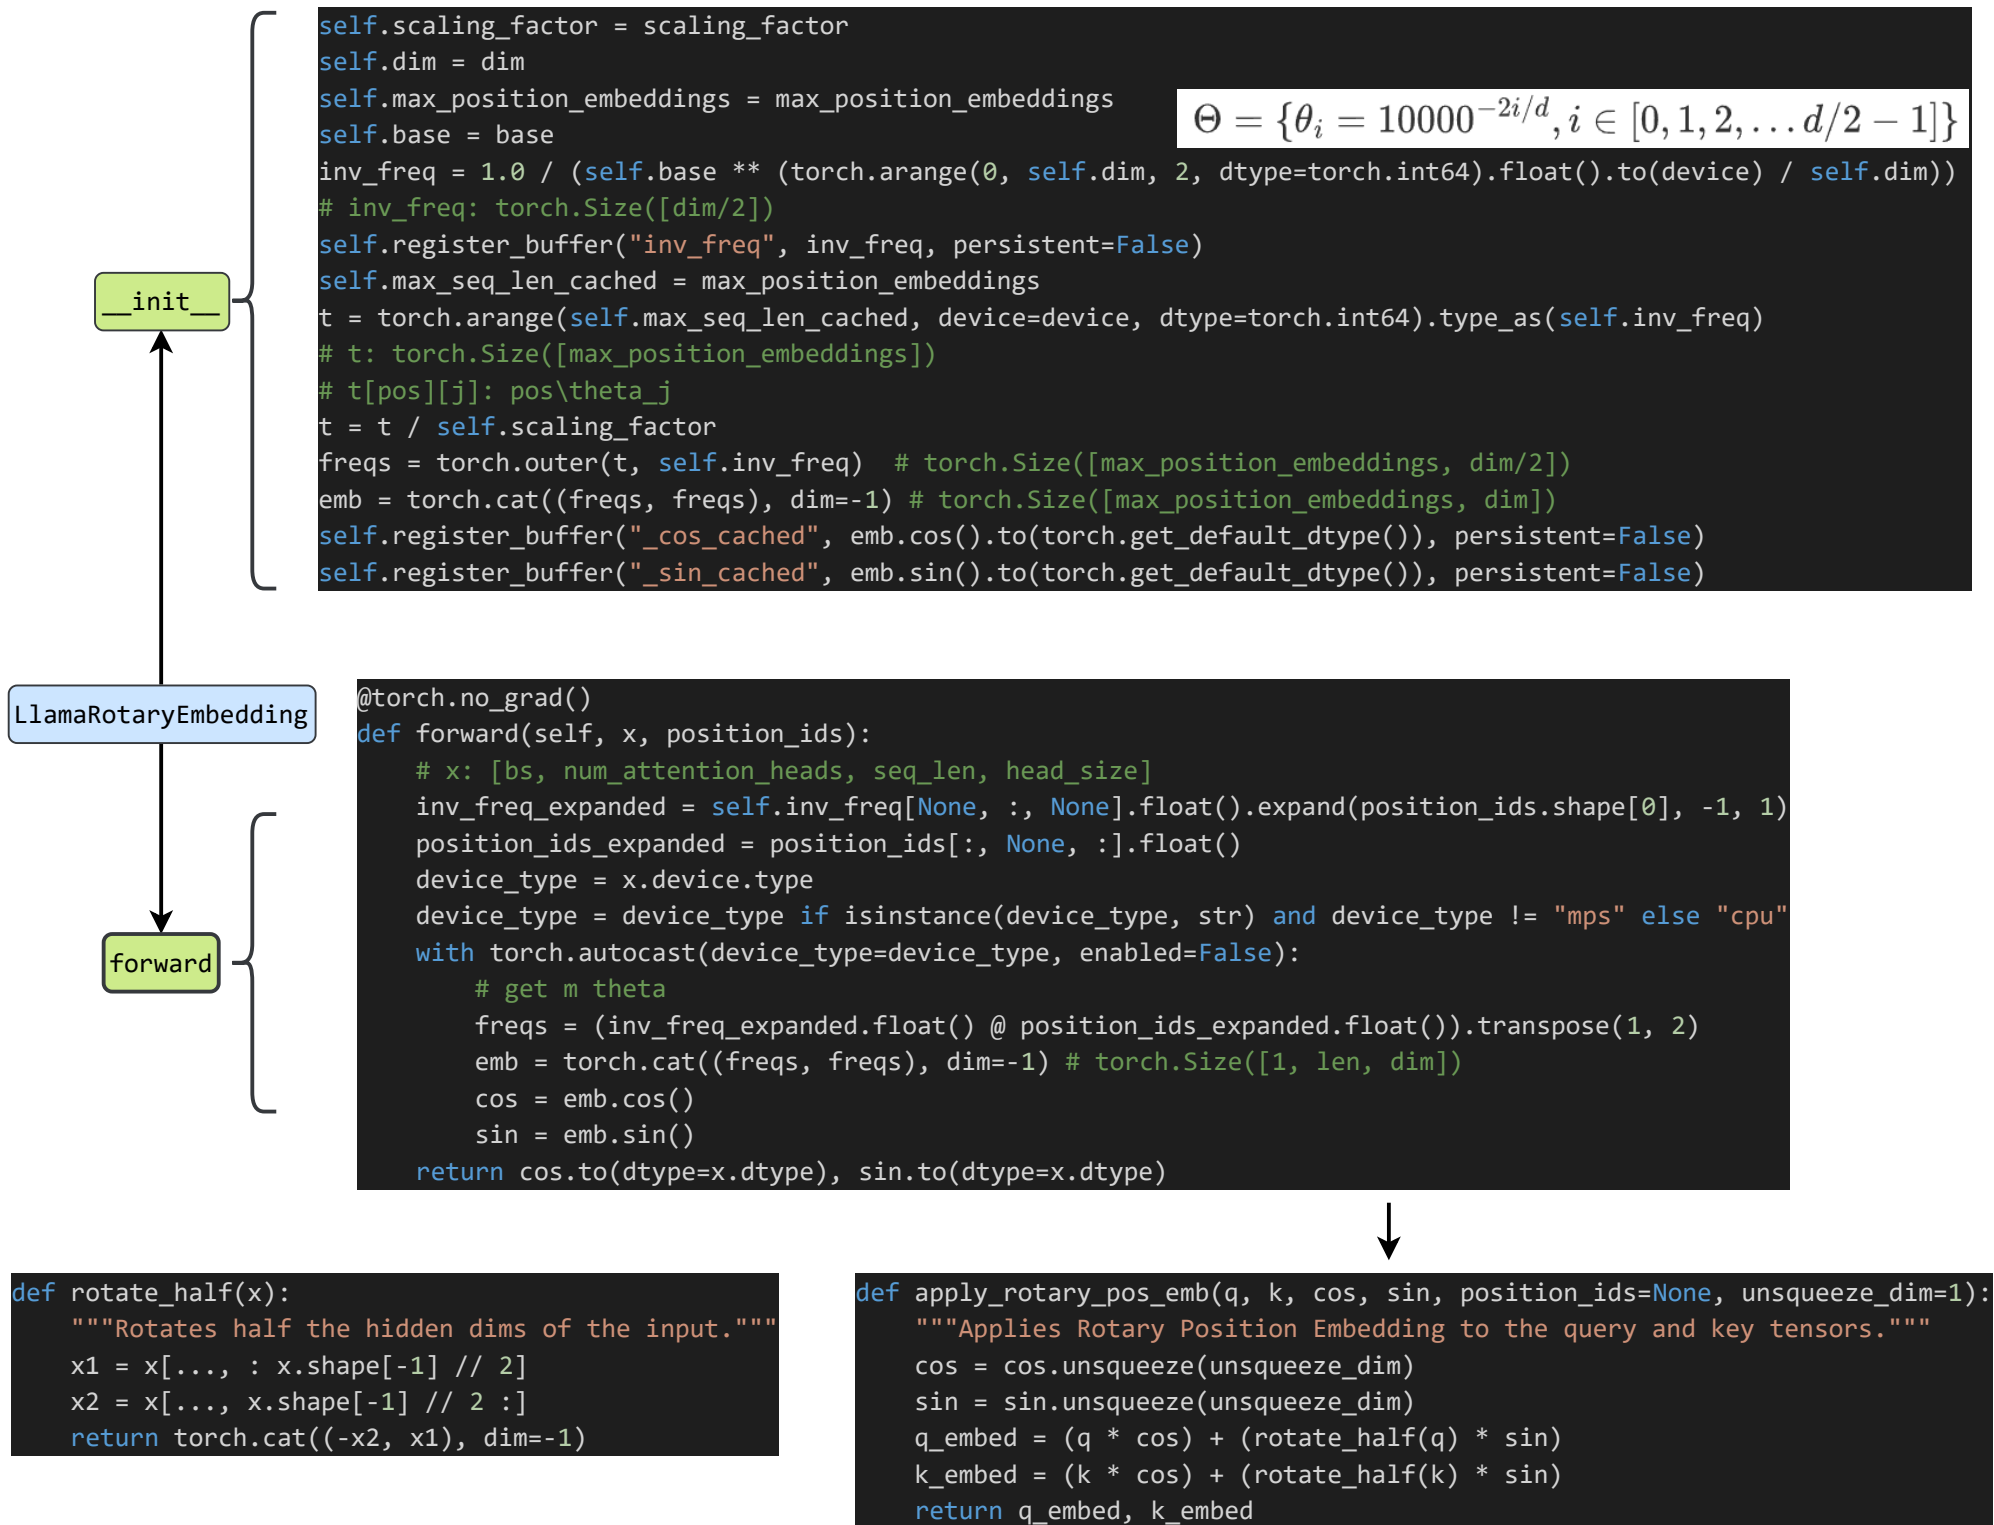 self.scaling_factor = scaling_factor
self.dim = dim
self.max_position_embeddings = max_position_embeddings
self.base = base
Θ = {θ_i = 10000^{-2i/d}, i ∈ [0, 1, 2, … d/2 − 1]}
inv_freq = 1.0 / (self.base ** (torch.arange(0, self.dim, 2, dtype=torch.int64).float().to(device) / self.dim))
# inv_freq: torch.Size([dim/2])
self.register_buffer("inv_freq", inv_freq, persistent=False)
self.max_seq_len_cached = max_position_embeddings
t = torch.arange(self.max_seq_len_cached, device=device, dtype=torch.int64).type_as(self.inv_freq)
# t: torch.Size([max_position_embeddings])
# t[pos][j]: pos\theta_j
t = t / self.scaling_factor
freqs = torch.outer(t, self.inv_freq)  # torch.Size([max_position_embeddings, dim/2])
emb = torch.cat((freqs, freqs), dim=-1) # torch.Size([max_position_embeddings, dim])
self.register_buffer("_cos_cached", emb.cos().to(torch.get_default_dtype()), persistent=False)
self.register_buffer("_sin_cached", emb.sin().to(torch.get_default_dtype()), persistent=False)
__init__
LlamaRotaryEmbedding
forward
@torch.no_grad()
def forward(self, x, position_ids):
    # x: [bs, num_attention_heads, seq_len, head_size]
    inv_freq_expanded = self.inv_freq[None, :, None].float().expand(position_ids.shape[0], -1, 1)
    position_ids_expanded = position_ids[:, None, :].float()
    device_type = x.device.type
    device_type = device_type if isinstance(device_type, str) and device_type != "mps" else "cpu"
    with torch.autocast(device_type=device_type, enabled=False):
        # get m theta
        freqs = (inv_freq_expanded.float() @ position_ids_expanded.float()).transpose(1, 2)
        emb = torch.cat((freqs, freqs), dim=-1) # torch.Size([1, len, dim])
        cos = emb.cos()
        sin = emb.sin()
    return cos.to(dtype=x.dtype), sin.to(dtype=x.dtype)
def rotate_half(x):
    """Rotates half the hidden dims of the input."""
    x1 = x[..., : x.shape[-1] // 2]
    x2 = x[..., x.shape[-1] // 2 :]
    return torch.cat((-x2, x1), dim=-1)
def apply_rotary_pos_emb(q, k, cos, sin, position_ids=None, unsqueeze_dim=1):
    """Applies Rotary Position Embedding to the query and key tensors."""
    cos = cos.unsqueeze(unsqueeze_dim)
    sin = sin.unsqueeze(unsqueeze_dim)
    q_embed = (q * cos) + (rotate_half(q) * sin)
    k_embed = (k * cos) + (rotate_half(k) * sin)
    return q_embed, k_embed